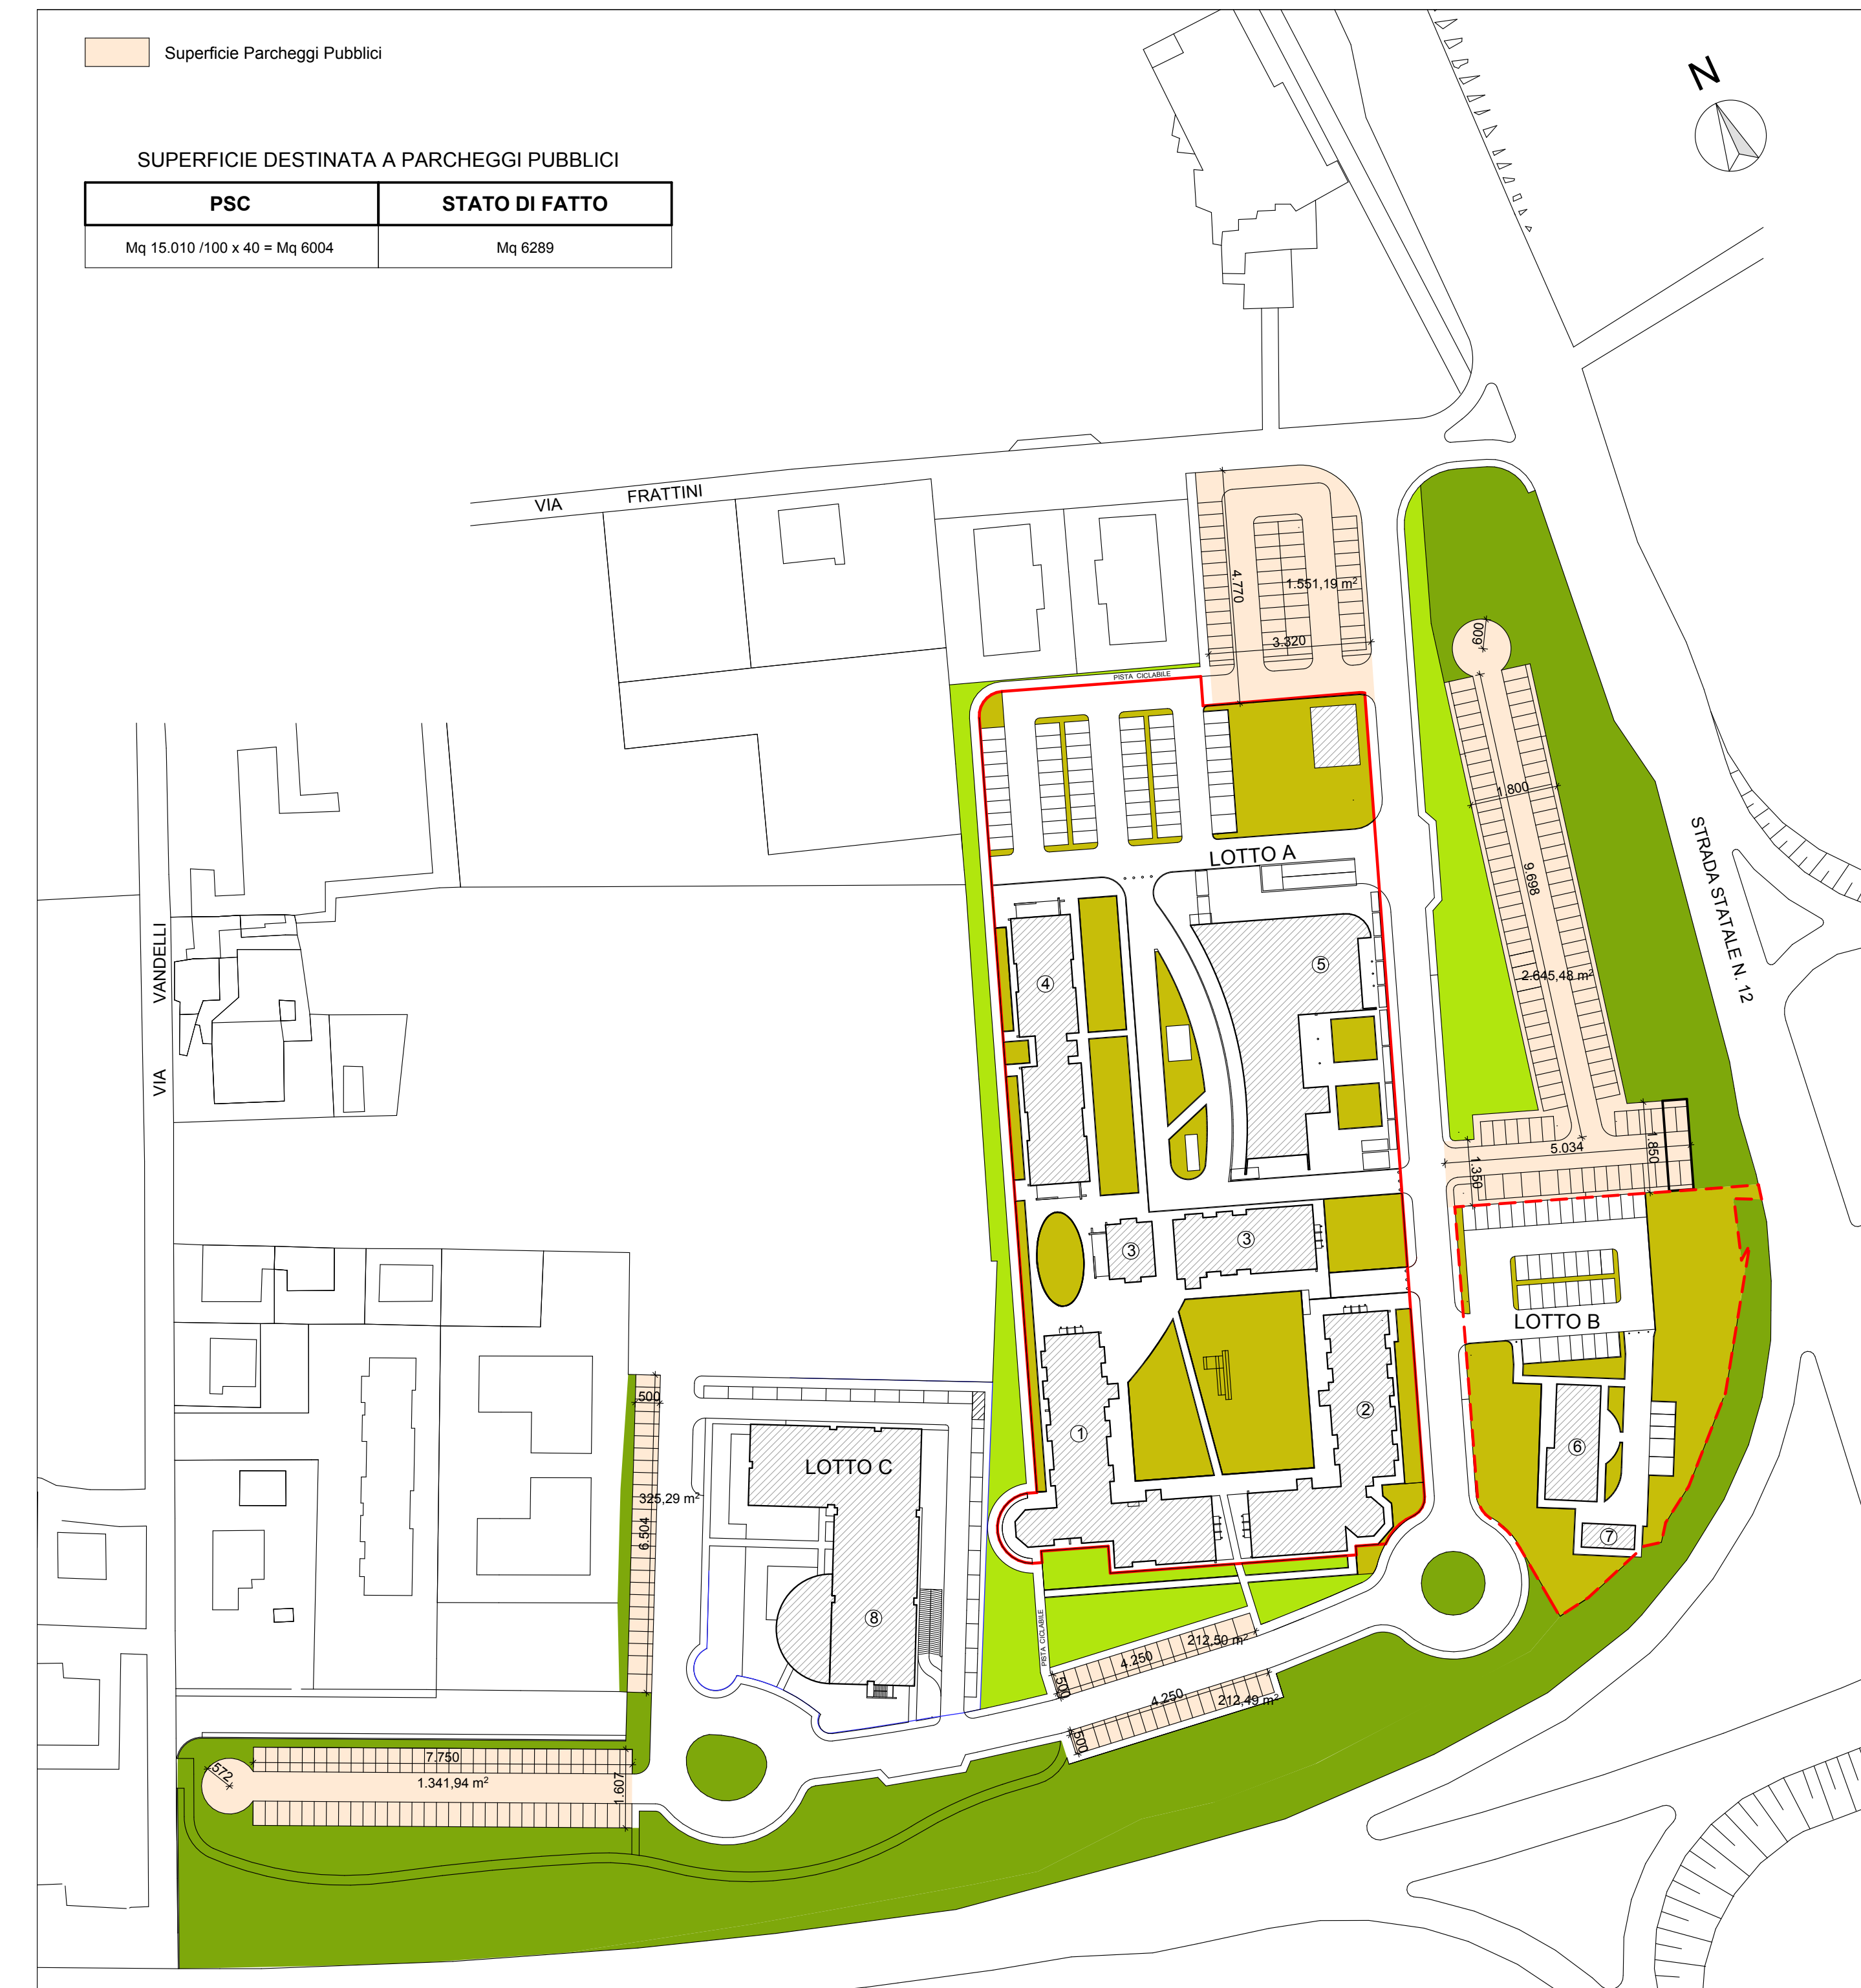 Superficie Parcheggi Pubblici
N
SUPERFICIE DESTINATA A PARCHEGGI PUBBLICI
PSC
STATO DI FATTO
Mq 15.010 /100 x 40 = Mq 6004
Mq 6289
VIA FRATTINI
4.770
1.551,19 m²
3.320
PISTA CICLABILE
600
1.800
9.698
2.645,48 m²
STRADA STATALE N. 12
LOTTO A
VIA VANDELLI
4
5
5.034
1.850
1.350
3
3
LOTTO B
500
1
2
6
LOTTO C
325,29 m²
6.504
7
8
PISTA CICLABILE
212,50 m²
4.250
500
4.250
212,49 m²
500
7.750
572
1.341,94 m²
1.607